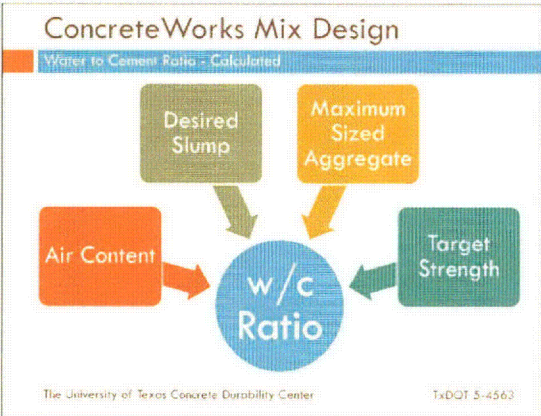 ConcreteWorks Mix Design
Water to Cement Ratio - Calculated
Desired
Slump
Maximum
Sized
Aggregate
Air Content
Target
Strength
w/c
Ratio
The University of Texas Concrete Durability Center
TxDOT 5-4563